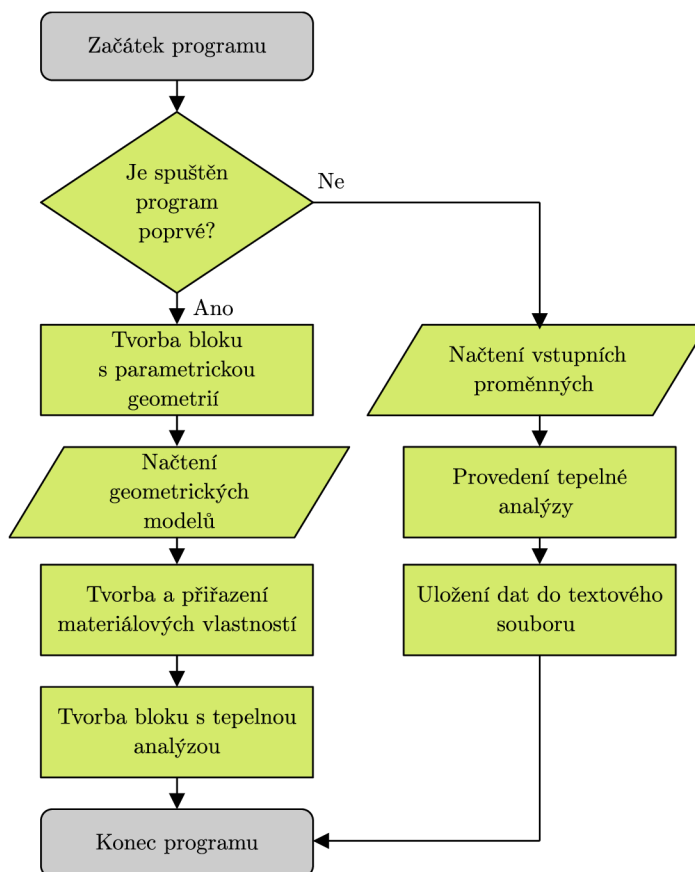 Začátek programu
Je spuštěn
program
poprvé?
Ne
Ano
Tvorba bloku
s parametrickou
geometrií
Načtení
geometrických
modelů
Tvorba a přiřazení
materiálových vlastností
Tvorba bloku s tepelnou
analýzou
Načtení vstupních
proměnných
Provedení tepelné
analýzy
Uložení dat do textového
souboru
Konec programu